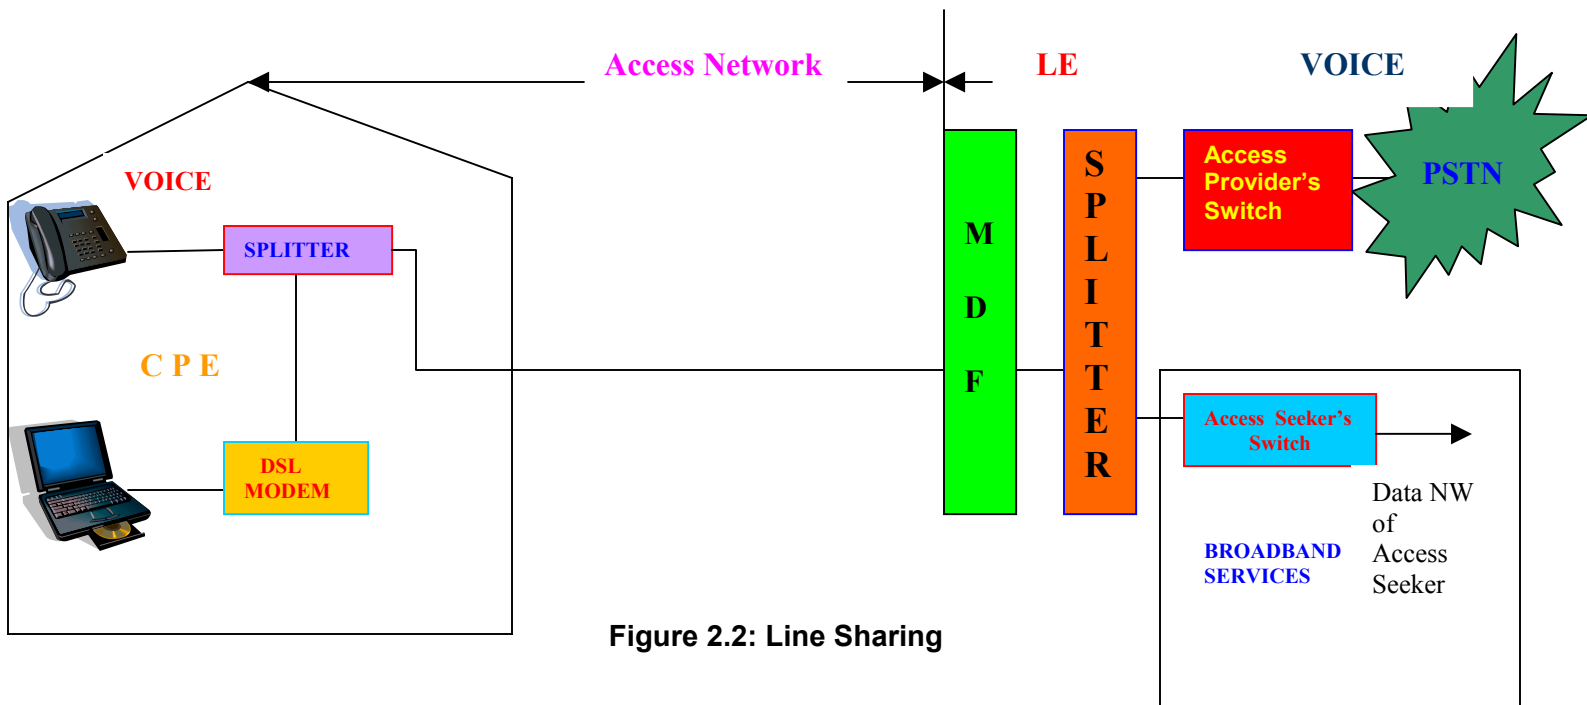 Access Network
LE
VOICE
VOICE
SPLITTER
C P E
DSL
MODEM
M
D
F
S
P
L
I
T
T
E
R
Access
Provider's
Switch
PSTN
Access Seeker's
Switch
Data NW
of
Access
Seeker
BROADBAND
SERVICES
Figure 2.2: Line Sharing